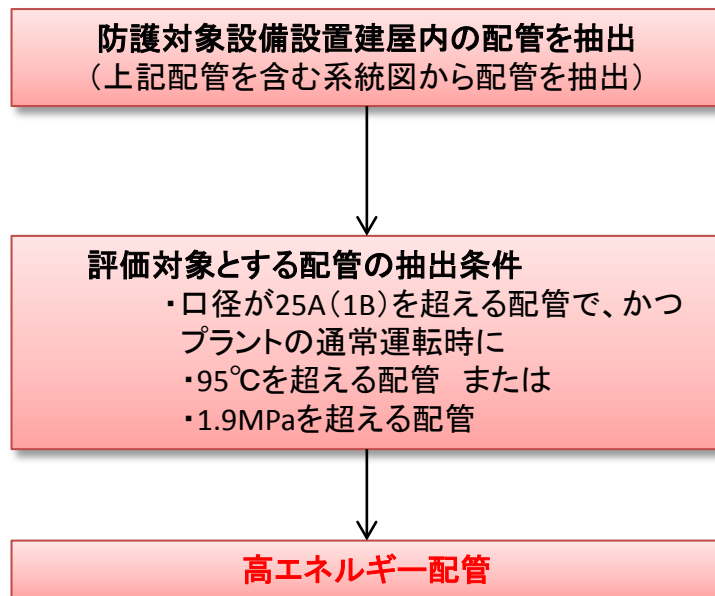 防護対象設備設置建屋内の配管を抽出
（上記配管を含む系統図から配管を抽出）
評価対象とする配管の抽出条件
・口径が25A（1B）を超える配管で、かつ
プラントの通常運転時に
・95℃を超える配管　または
・1.9MPaを超える配管
高エネルギー配管